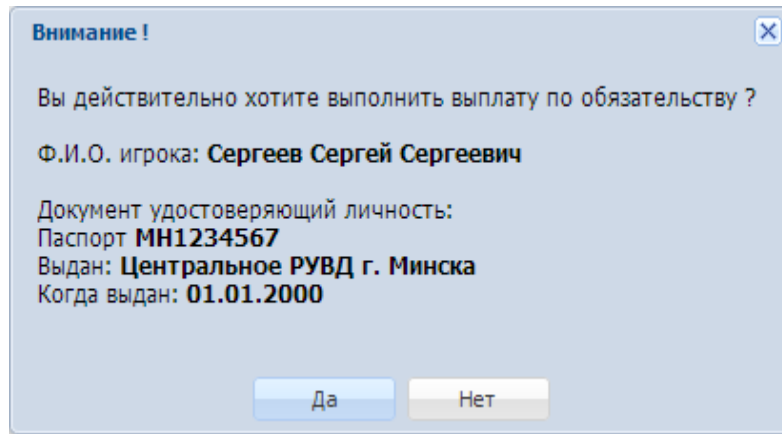 Внимание !
Вы действительно хотите выполнить выплату по обязательству ?
Ф.И.О. игрока: Сергеев Сергей Сергеевич
Документ удостоверяющий личность:
Паспорт МН1234567
Выдан: Центральное РУВД г. Минска
Когда выдан: 01.01.2000
Да Нет